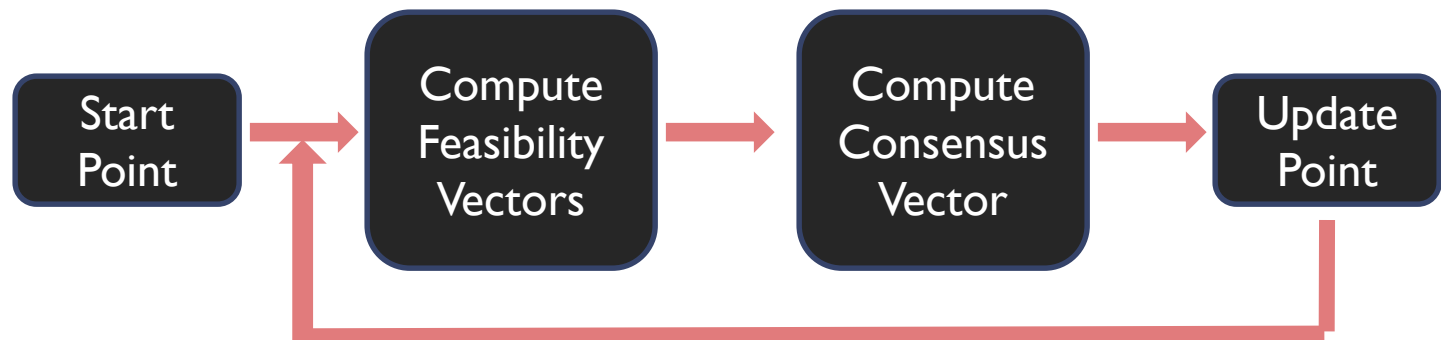 Start
Point
Compute
Feasibility
Vectors
Compute
Consensus
Vector
Update
Point